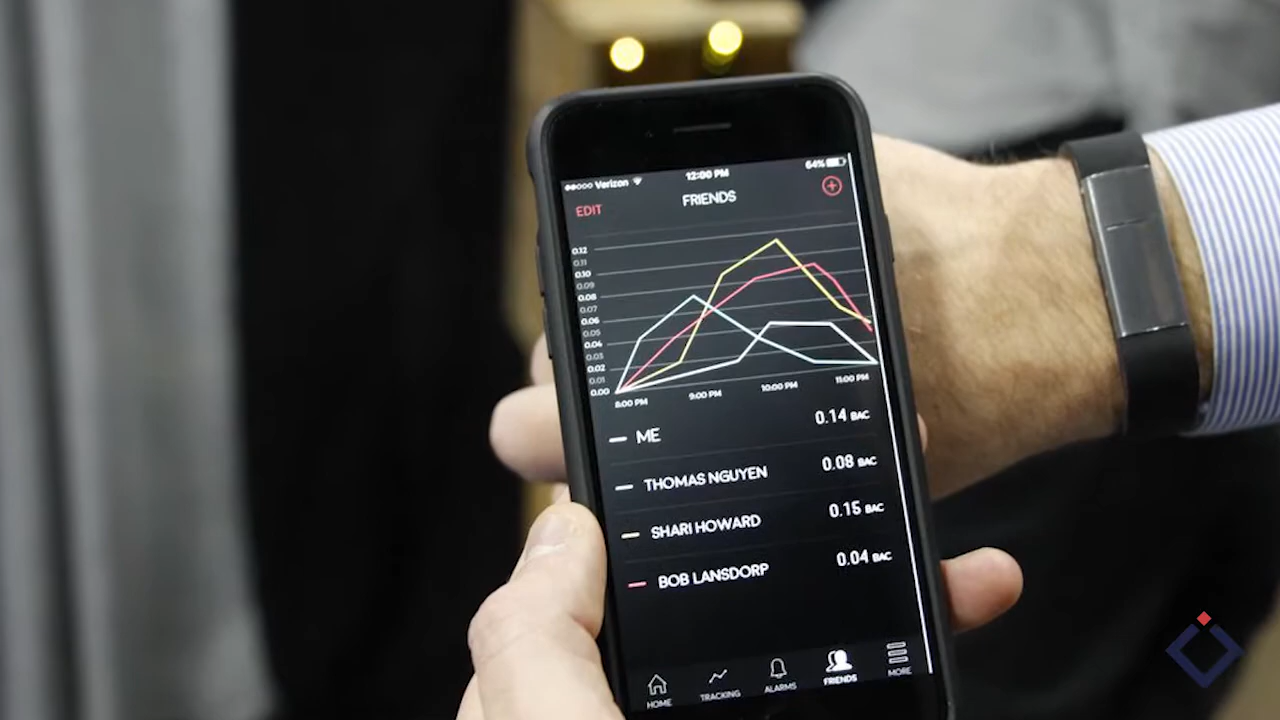 ●●○○○ Verizon 12:00 PM 64%
EDIT FRIENDS
0.12
0.11
0.10
0.09
0.08
0.07
0.06
0.05
0.04
0.03
0.02
0.01
0.00
8:00 PM 9:00 PM 10:00 PM 11:00 PM
ME 0.14 BAC
THOMAS NGUYEN 0.08 BAC
SHARI HOWARD 0.15 BAC
BOB LANSDORP 0.04 BAC
HOME TRACKING ALARMS FRIENDS MORE